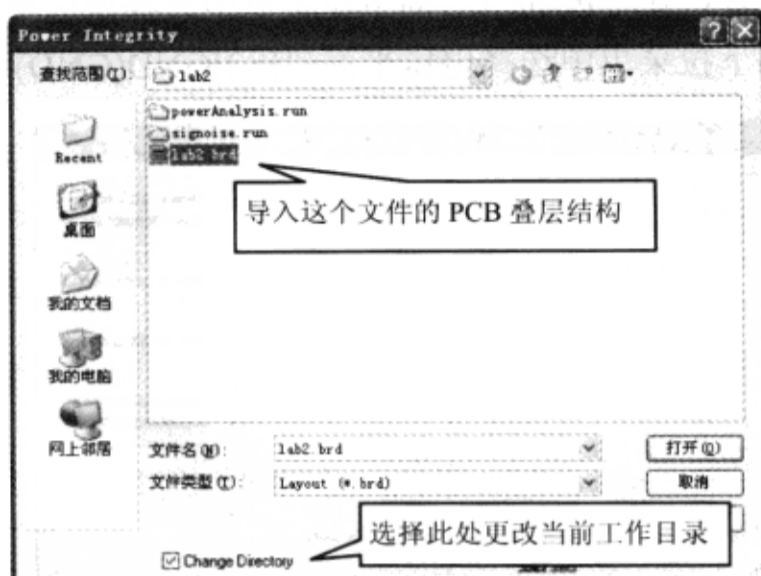 Power Integrity
查找范围(I):
lab2
powerAnalysis.run
signoise.run
lab2.brd
Recent
桌面
我的文档
我的电脑
网上邻居
导入这个文件的 PCB 叠层结构
文件名(N):
lab2.brd
打开(O)
文件类型(T):
Layout (*.brd)
取消
选择此处更改当前工作目录
Change Directory